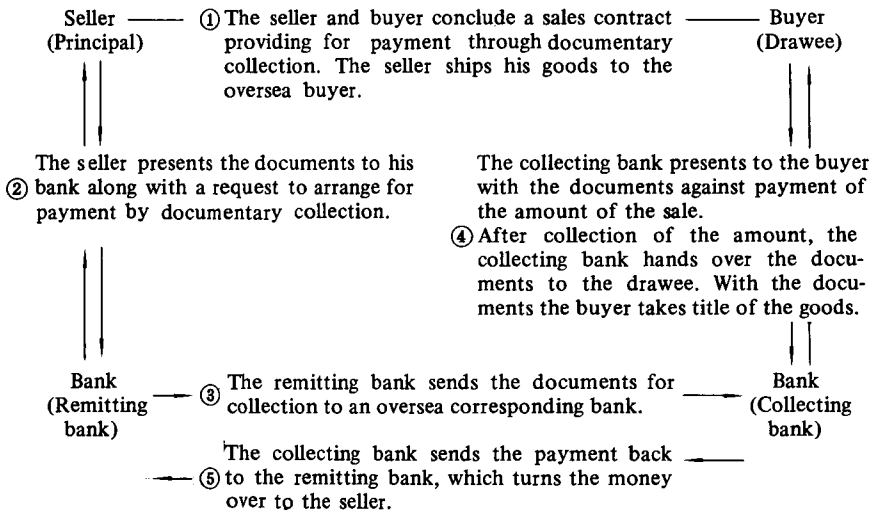 Seller
(Principal)
① The seller and buyer conclude a sales contract
providing for payment through documentary
collection. The seller ships his goods to the
oversea buyer.
Buyer
(Drawee)
The seller presents the documents to his
② bank along with a request to arrange for
payment by documentary collection.
The collecting bank presents to the buyer
with the documents against payment of
the amount of the sale.
④ After collection of the amount, the
collecting bank hands over the docu-
ments to the drawee. With the docu-
ments the buyer takes title of the goods.
Bank
(Remitting
bank)
③ The remitting bank sends the documents for
collection to an oversea corresponding bank.
Bank
(Collecting
bank)
The collecting bank sends the payment back
⑤ to the remitting bank, which turns the money
over to the seller.